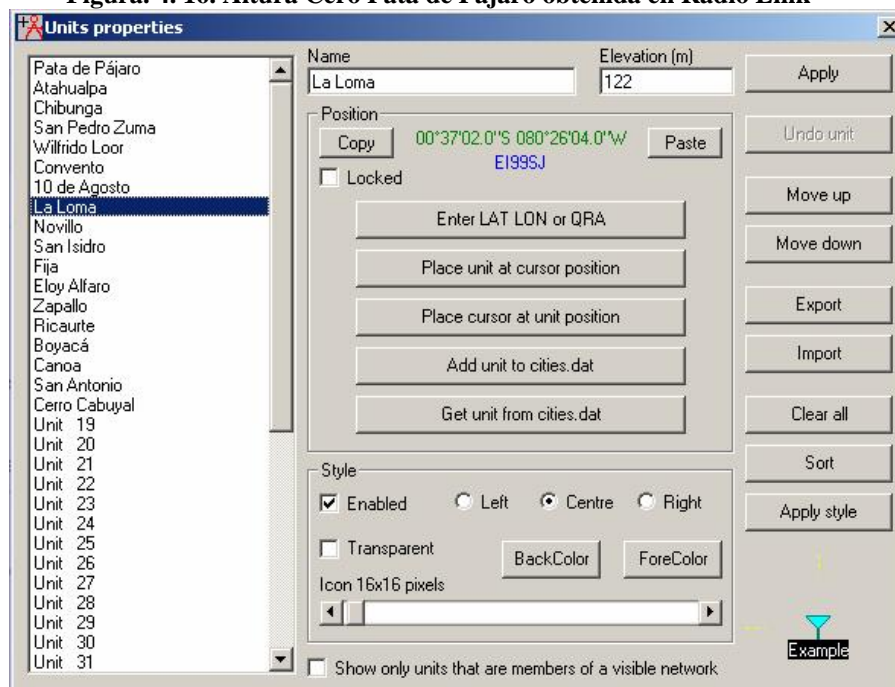 Figura. 4. 16. Altura Cerro Pata de Pájaro obtenida en Radio Link
Units properties
Pata de Pájaro
Atahualpa
Chibunga
San Pedro Zuma
Wilfrido Loor
Convento
10 de Agosto
La Loma
Novillo
San Isidro
Fija
Eloy Alfaro
Zapallo
Ricaurte
Boyacá
Canoa
San Antonio
Cerro Cabuyal
Unit 19
Unit 20
Unit 21
Unit 22
Unit 23
Unit 24
Unit 25
Unit 26
Unit 27
Unit 28
Unit 29
Unit 30
Unit 31
Name
La Loma
Elevation (m)
122
Position
Copy
00°37'02.0''S 080°26'04.0''W
EI99SJ
Paste
Locked
Enter LAT LON or QRA
Place unit at cursor position
Place cursor at unit position
Add unit to cities.dat
Get unit from cities.dat
Style
Enabled
Left
Centre
Right
Transparent
BackColor
ForeColor
Icon 16x16 pixels
Show only units that are members of a visible network
Apply
Undo unit
Move up
Move down
Export
Import
Clear all
Sort
Apply style
Example